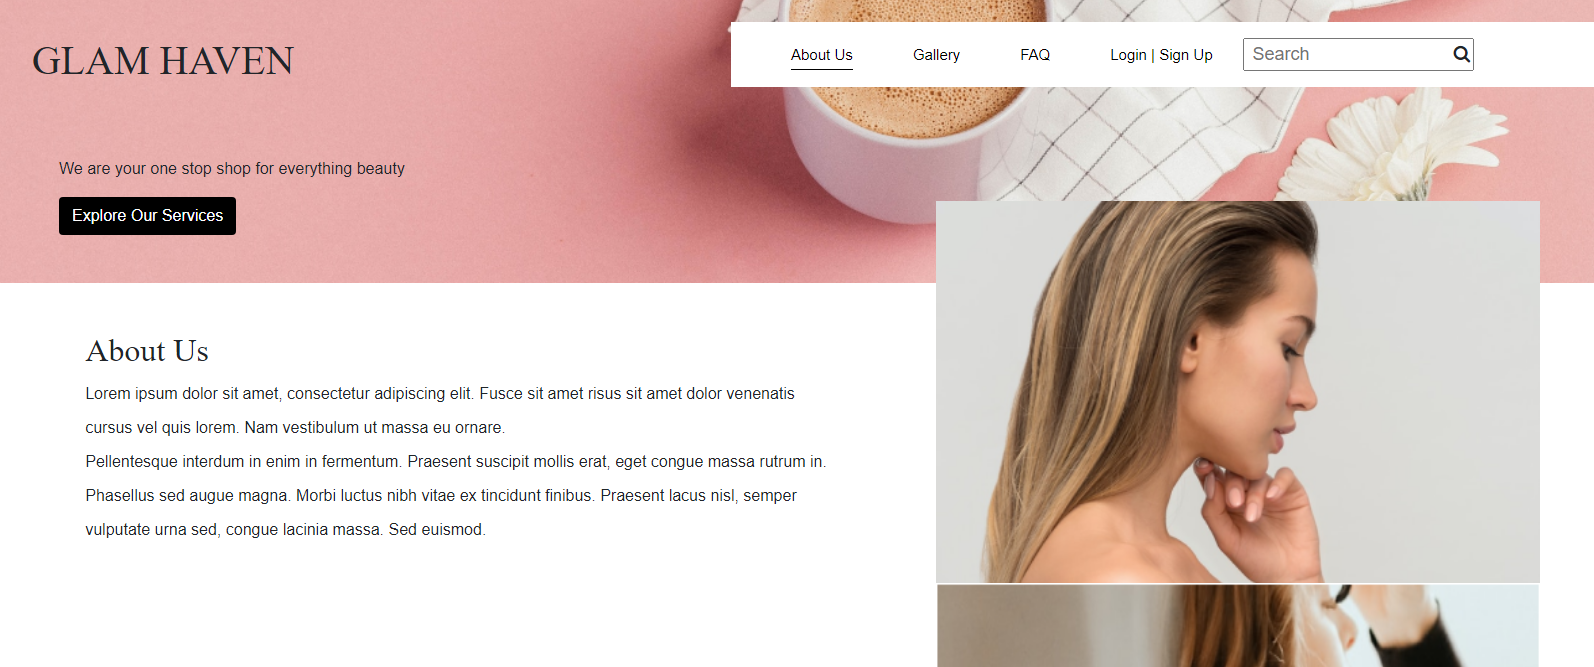 GLAM HAVEN
About Us
Gallery
FAQ
Login | Sign Up
Search
We are your one stop shop for everything beauty
Explore Our Services
About Us
Lorem ipsum dolor sit amet, consectetur adipiscing elit. Fusce sit amet risus sit amet dolor venenatis
cursus vel quis lorem. Nam vestibulum ut massa eu ornare.
Pellentesque interdum in enim in fermentum. Praesent suscipit mollis erat, eget congue massa rutrum in.
Phasellus sed augue magna. Morbi luctus nibh vitae ex tincidunt finibus. Praesent lacus nisl, semper
vulputate urna sed, congue lacinia massa. Sed euismod.